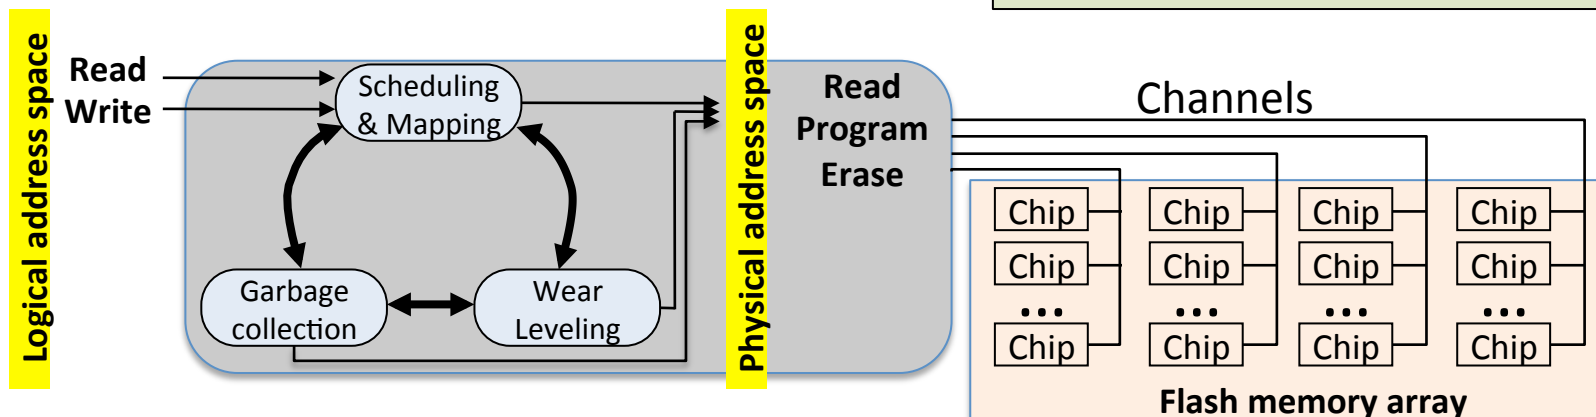 Logical address space
Read
Write
Scheduling
& Mapping
Garbage
collection
Wear
Leveling
Physical address space
Read
Program
Erase
Channels
Chip Chip Chip Chip
Chip Chip Chip Chip
... ... ... ...
Chip Chip Chip Chip
Flash memory array